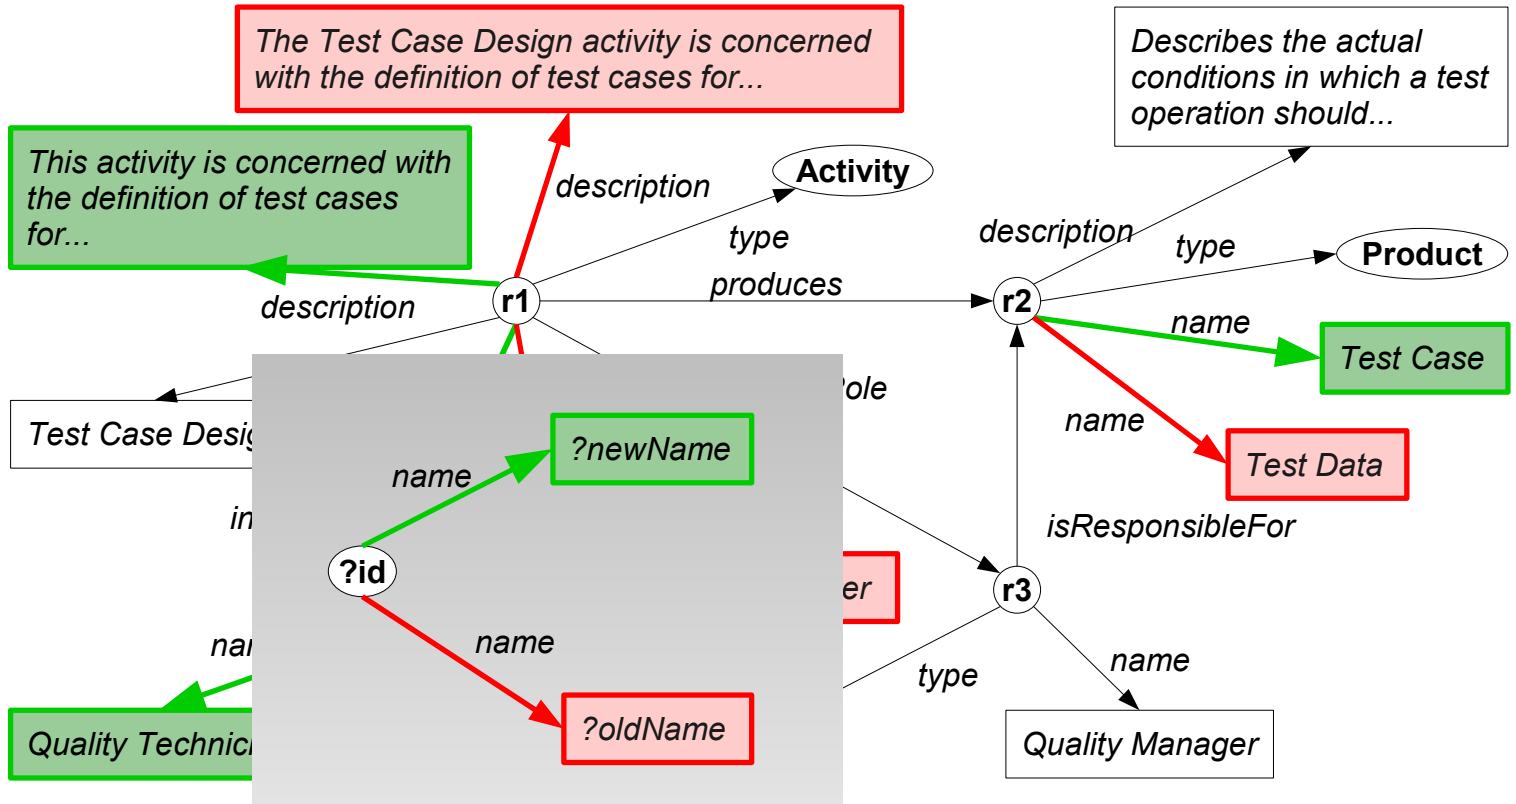 The Test Case Design activity is concerned
with the definition of test cases for...
Describes the actual
conditions in which a test
operation should...
This activity is concerned with
the definition of test cases
for...
Activity
description
type
description
type
Product
produces
description
r1
r2
name
Test Case
Test Case
name
Test Data
?newName
name
isResponsibleFor
?id
r3
name
type
name
Quality
?oldName
Quality Manager